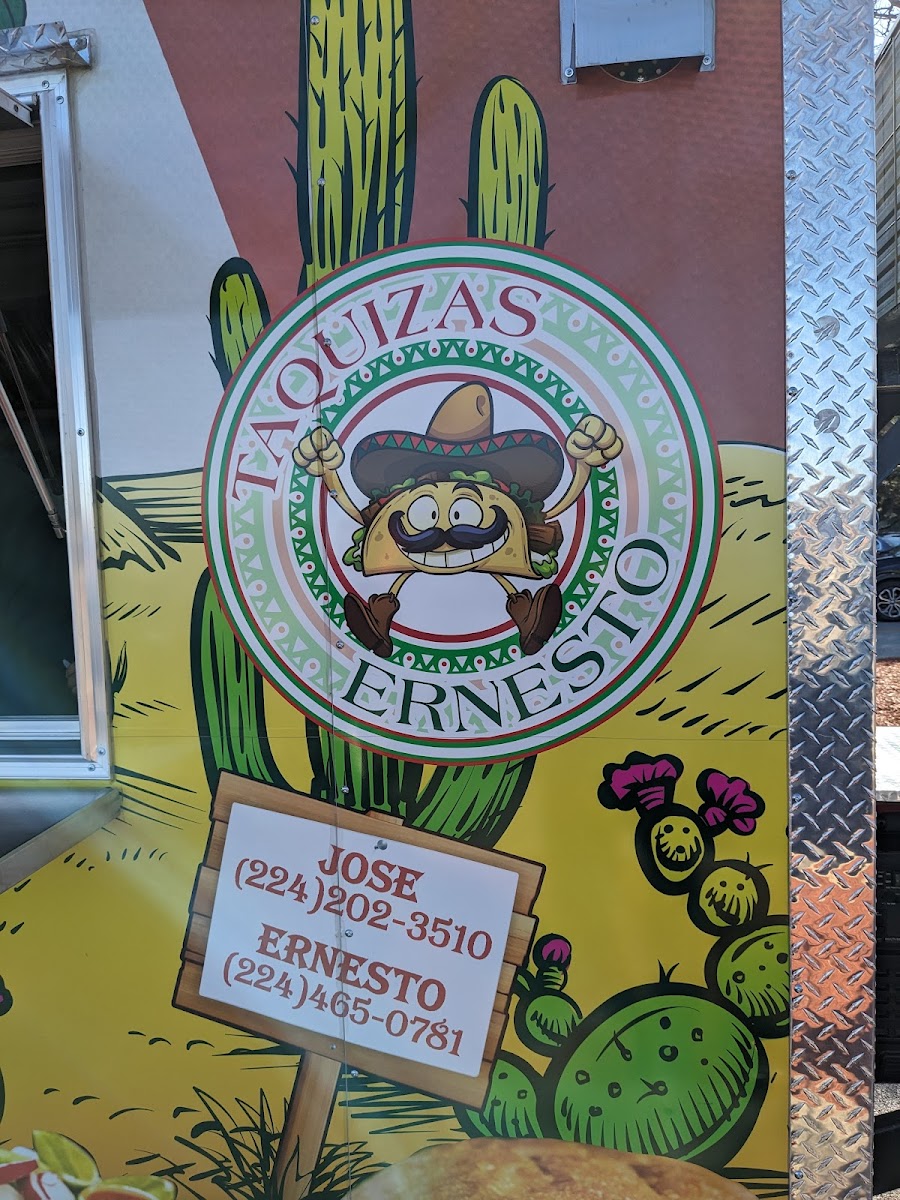 TAQUIZAS
ERNESTO
JOSE
(224)202-3510
ERNESTO
(224)465-0781